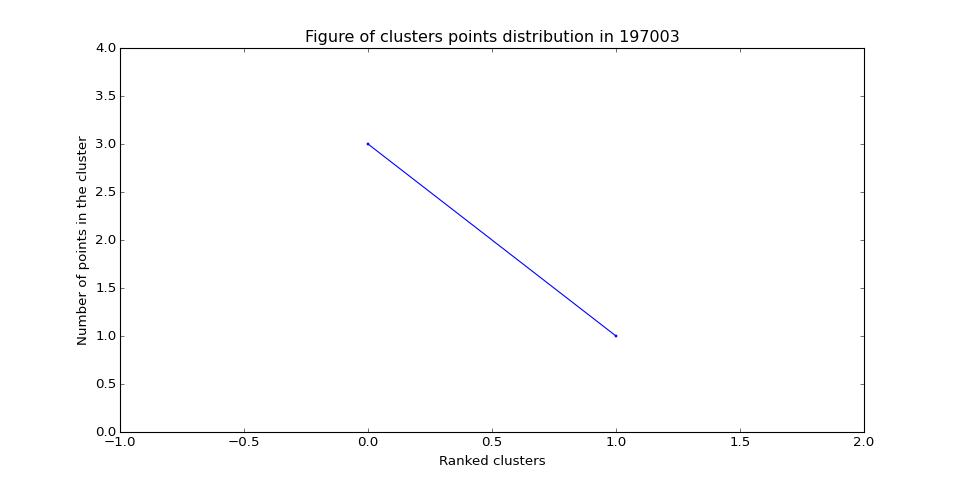 Figure of clusters points distribution in 197003
4.0
3.5
3.0
2.5
2.0
1.5
1.0
0.5
0.0
Number of points in the cluster
−1.0 −0.5 0.0 0.5 1.0 1.5 2.0
Ranked clusters